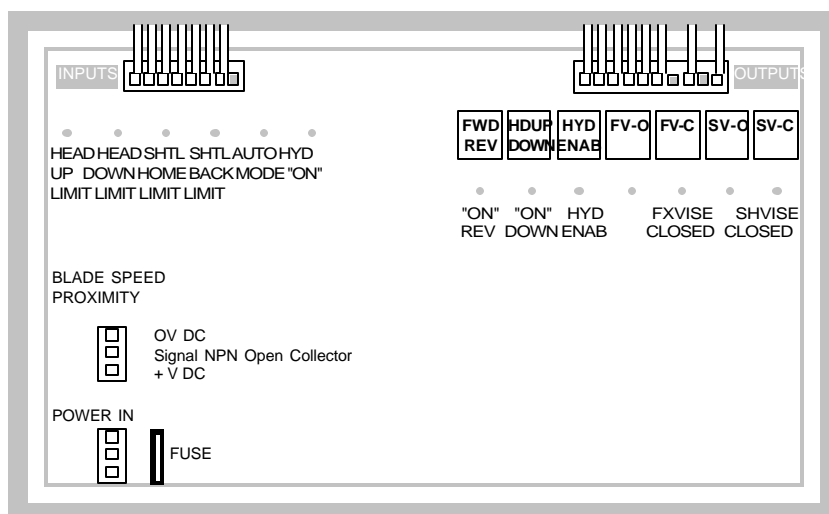 INPUTS
OUTPUTS
FWD HDUP HYD FV-O FV-C SV-O SV-C
REV DOWN ENAB
HEAD HEAD SHTL SHTL AUTO HYD
UP DOWN HOME BACK MODE "ON"
LIMIT LIMIT LIMIT LIMIT
"ON" "ON" HYD FXVISE SHVISE
REV DOWN ENAB CLOSED CLOSED
BLADE SPEED
PROXIMITY
OV DC
Signal NPN Open Collector
+ V DC
POWER IN
FUSE